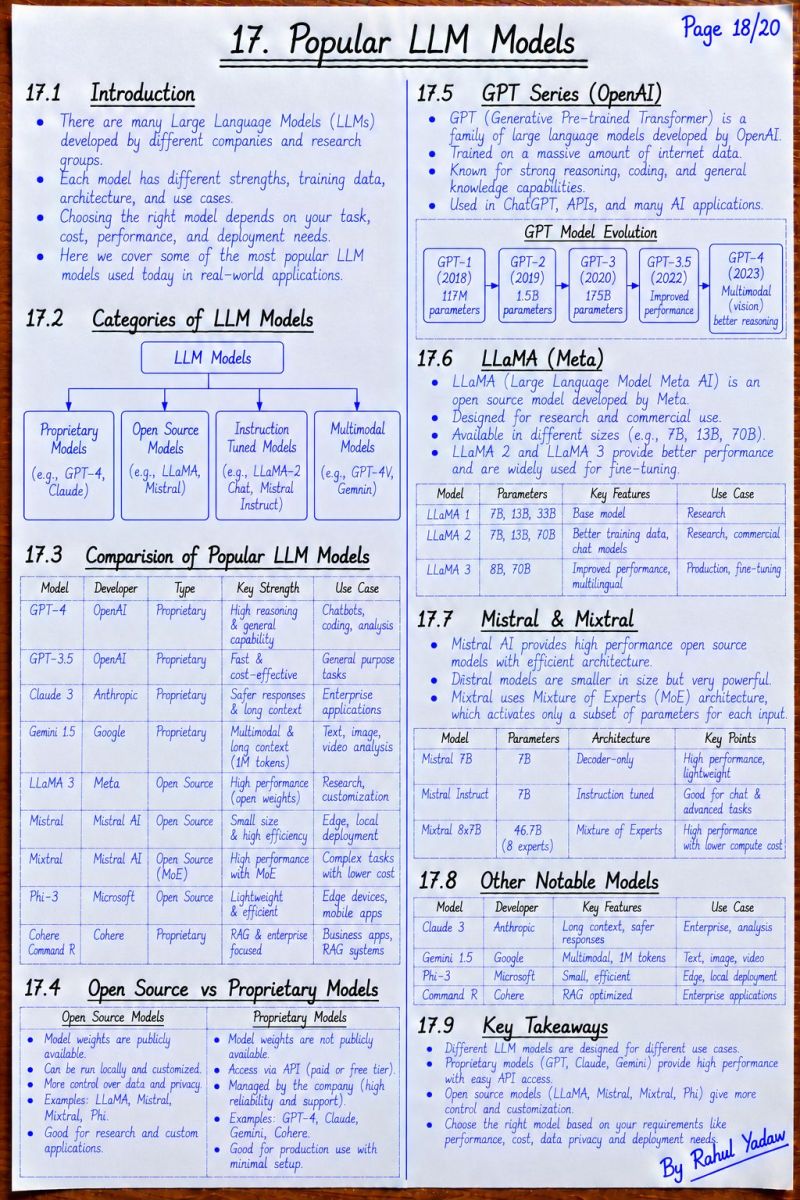 17. Popular LLM Models
Page 18/20
17.1 Introduction
• There are many Large Language Models (LLMs)
developed by different companies and research
groups.
• Each model has different strengths, training data,
architecture, and use cases.
• Choosing the right model depends on your task,
cost, performance, and deployment needs.
• Here we cover some of the most popular LLM
models used today in real-world applications.
17.2 Categories of LLM Models
LLM Models
Proprietary
Models
(e.g., GPT-4,
Claude)
Open Source
Models
(e.g., LLaMA,
Mistral)
Instruction
Tuned Models
(e.g., LLaMA-2
Chat, Mistral
Instruct)
Multimodal
Models
(e.g., GPT-4V,
Gemnin)
17.3 Comparision of Popular LLM Models
Model Developer Type Key Strength Use Case
GPT-4 OpenAI Proprietary High reasoning Chatbots,
& general coding, analysis
capability
GPT-3.5 OpenAI Proprietary Fast & General purpose
cost-effective tasks
Claude 3 Anthropic Proprietary Safer responses Enterprise
& long context applications
Gemini 1.5 Google Proprietary Multimodal & Text, image,
long context video analysis
(1M tokens)
LLaMA 3 Meta Open Source High performance Research,
(open weights) customization
Mistral Mistral AI Open Source Small size Edge, local
& high efficiency deployment
Mixtral Mistral AI Open Source High performance Complex tasks
(MoE) with MoE with lower cost
Phi-3 Microsoft Open Source Lightweight Edge devices,
& efficient mobile apps
Cohere Cohere Proprietary RAG & enterprise Business apps,
Command R focused RAG systems
17.4 Open Source vs Proprietary Models
Open Source Models
• Model weights are publicly
available.
• Can be run locally and customized.
• More control over data and privacy.
• Examples: LLaMA, Mistral,
Mixtral, Phi.
• Good for research and custom
applications.
Proprietary Models
• Model weights are not publicly
available.
• Access via API (paid or free tier).
• Managed by the company (high
reliability and support).
• Examples: GPT-4, Claude,
Gemini, Cohere.
• Good for production use with
minimal setup.
17.5 GPT Series (OpenAI)
• GPT (Generative Pre-trained Transformer) is a
family of large language models developed by OpenAI.
• Trained on a massive amount of internet data.
• Known for strong reasoning, coding, and general
knowledge capabilities.
• Used in ChatGPT, APIs, and many AI applications.
GPT Model Evolution
GPT-1
(2018)
117M
parameters
GPT-2
(2019)
1.5B
parameters
GPT-3
(2020)
175B
parameters
GPT-3.5
(2022)
Improved
performance
GPT-4
(2023)
Multimodal
(vision)
better reasoning
17.6 LLaMA (Meta)
• LLaMA (Large Language Model Meta AI) is an
open source model developed by Meta.
• Designed for research and commercial use.
• Available in different sizes (e.g., 7B, 13B, 70B).
• LLaMA 2 and LLaMA 3 provide better performance
and are widely used for fine-tuning.
Model Parameters Key Features Use Case
LLaMA 1 7B, 13B, 33B Base model Research
LLaMA 2 7B, 13B, 70B Better training data, Research, commercial
chat models
LLaMA 3 8B, 70B Improved performance, Production, fine-tuning
multilingual
17.7 Mistral & Mixtral
• Mistral AI provides high performance open source
models with efficient architecture.
• Distral models are smaller in size but very powerful.
• Mixtral uses Mixture of Experts (MoE) architecture,
which activates only a subset of parameters for each input.
Model Parameters Architecture Key Points
Mistral 7B 7B Decoder-only High performance,
lightweight
Mistral Instruct 7B Instruction tuned Good for chat &
advanced tasks
Mixtral 8x7B 46.7B Mixture of Experts High performance
(8 experts) with lower compute cost
17.8 Other Notable Models
Model Developer Key Features Use Case
Claude 3 Anthropic Long context, safer Enterprise, analysis
responses
Gemini 1.5 Google Multimodal, 1M tokens Text, image, video
Phi-3 Microsoft Small, efficient Edge, local deployment
Command R Cohere RAG optimized Enterprise applications
17.9 Key Takeaways
• Different LLM models are designed for different use cases.
• Proprietary models (GPT, Claude, Gemini) provide high performance
with easy API access.
• Open source models (LLaMA, Mistral, Mixtral, Phi) give more
control and customization.
• Choose the right model based on your requirements like
performance, cost, data privacy and deployment needs.
By Rahul Yadaw